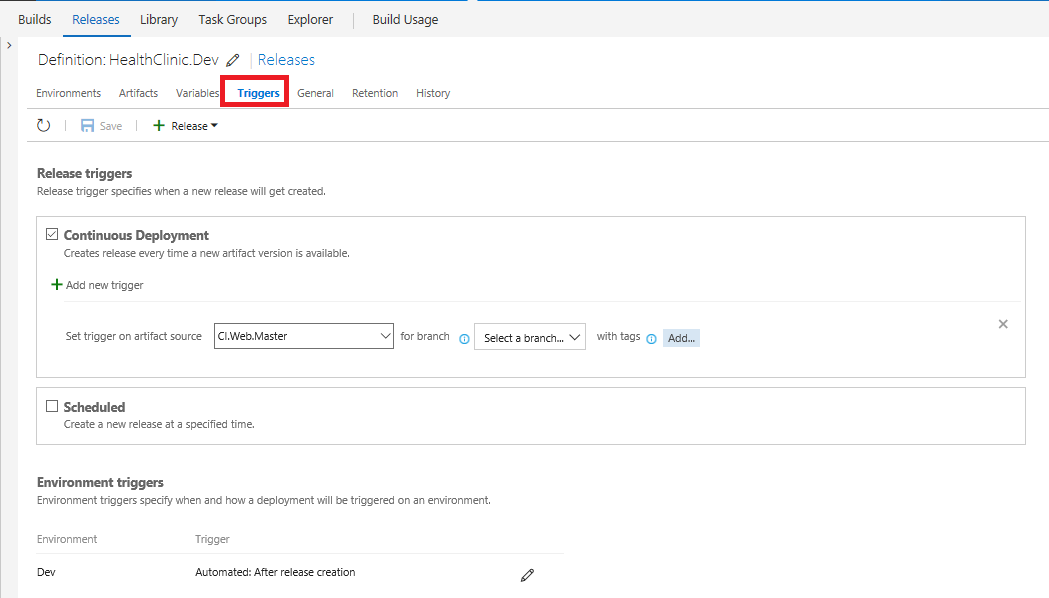 Builds Releases Library Task Groups Explorer | Build Usage
Definition: HealthClinic.Dev | Releases
Environments Artifacts Variables Triggers General Retention History
Save Release
Release triggers
Release trigger specifies when a new release will get created.
Continuous Deployment
Creates release every time a new artifact version is available.
Add new trigger
Set trigger on artifact source CI.Web.Master for branch Select a branch... with tags Add...
Scheduled
Create a new release at a specified time.
Environment triggers
Environment triggers specify when and how a deployment will be triggered on an environment.
Environment Trigger
Dev Automated: After release creation